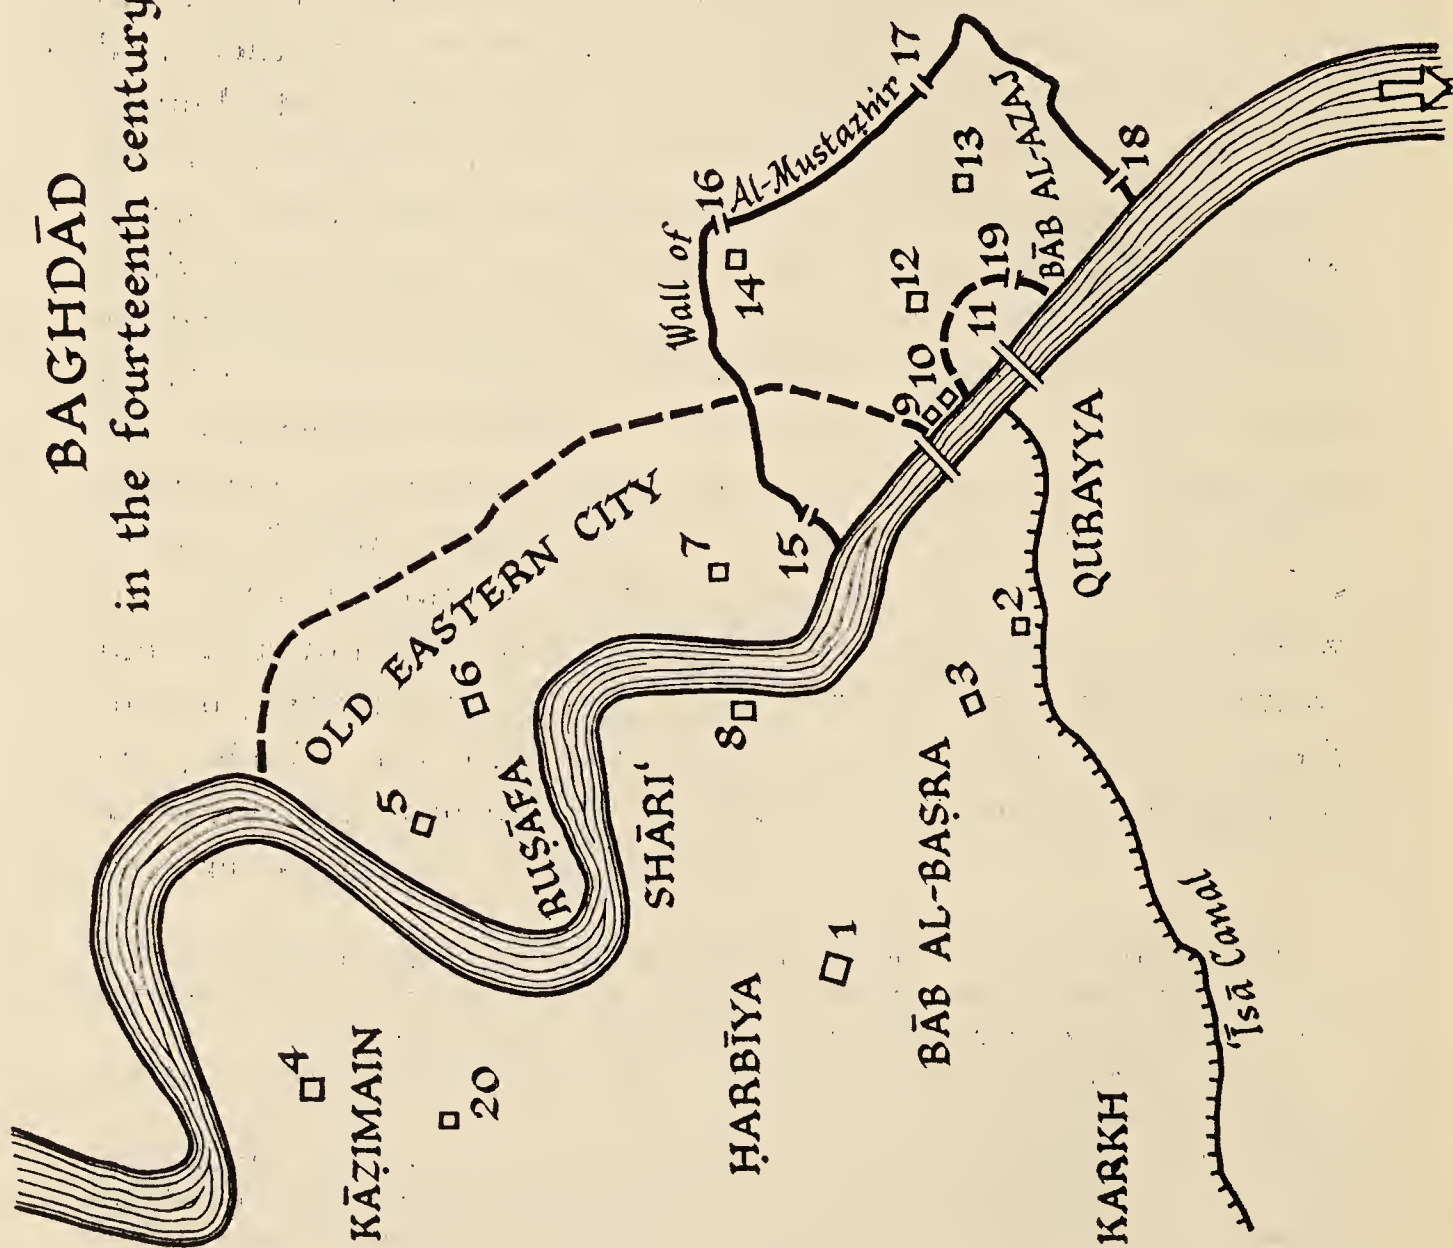 BAGHDĀD
in the fourteenth century
Wall of
Al-Mustaẓhir
16
17
14
13
BĀB AL-AZAJ
18
12
19
11
10
9
OLD EASTERN CITY
7
15
6
5
RUṢĀFA
SHĀRIʿ
8
QURAYYA
2
3
BĀB AL-BAṢRA
1
ḤARBĪYA
4
KĀẒIMAIN
20
KARKH
ʿĪsā Canal